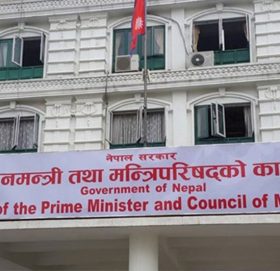 नेपाल सरकार
नमन्त्री तथा मन्त्रिपरिषद्को का
Government of Nepal
of the Prime Minister and Council of M